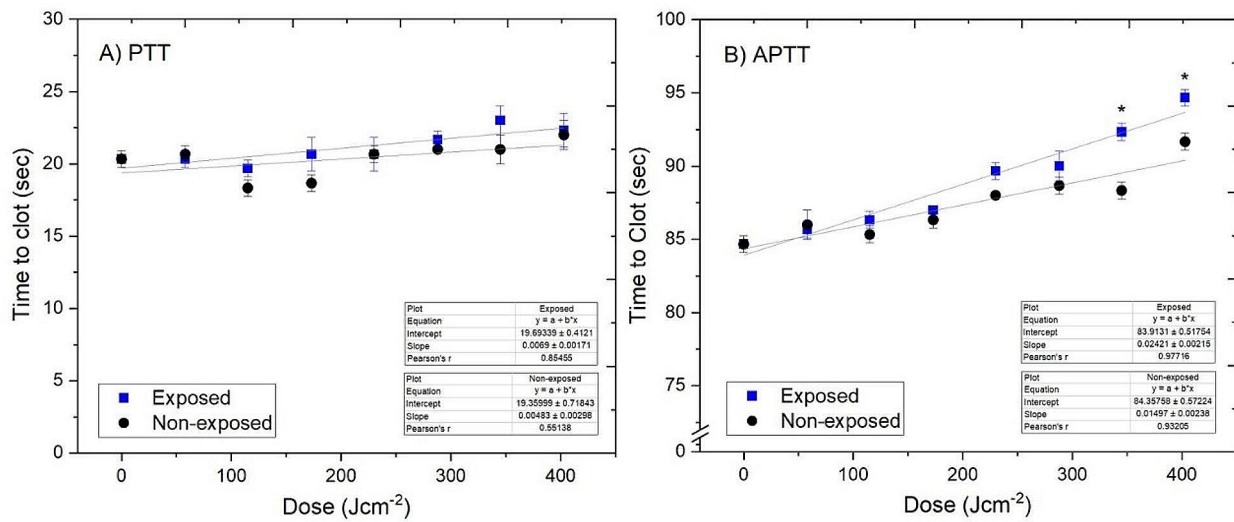 A) PTT
Time to clot (sec)
30
25
20
15
10
5
0
Plot Exposed
Equation y = a + b*x
Intercept 19.69339 ± 0.4121
Slope 0.0069 ± 0.00171
Pearson's r 0.85455
Plot Non-exposed
Equation y = a + b*x
Intercept 19.35999 ± 0.71843
Slope 0.00483 ± 0.00298
Pearson's r 0.55138
Exposed
Non-exposed
0 100 200 300 400
Dose (Jcm-2)
B) APTT
Time to Clot (sec)
100
95
90
85
80
75
0
*
*
Plot Exposed
Equation y = a + b*x
Intercept 83.9131 ± 0.51754
Slope 0.02421 ± 0.00215
Pearson's r 0.97716
Plot Non-exposed
Equation y = a + b*x
Intercept 84.35758 ± 0.57224
Slope 0.01497 ± 0.00238
Pearson's r 0.93205
Exposed
Non-exposed
0 100 200 300 400
Dose (Jcm-2)